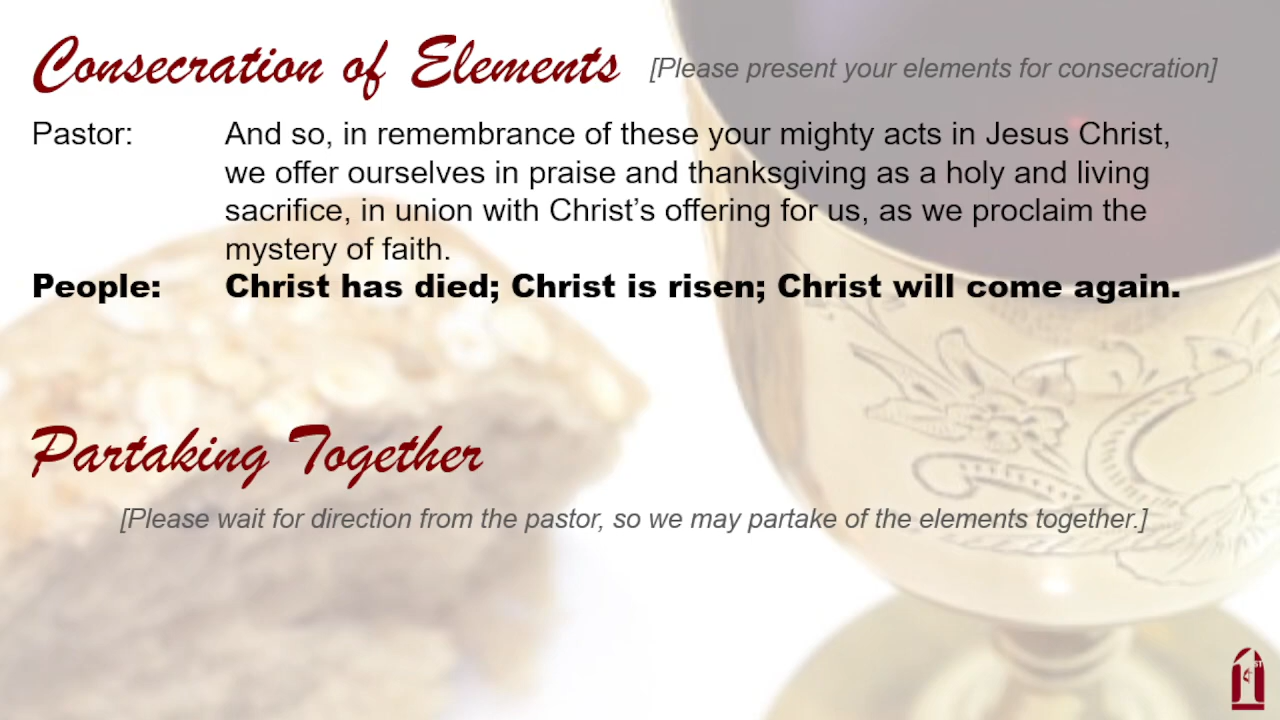 Consecration of Elements [Please present your elements for consecration]
Pastor: And so, in remembrance of these your mighty acts in Jesus Christ,
we offer ourselves in praise and thanksgiving as a holy and living
sacrifice, in union with Christ’s offering for us, as we proclaim the
mystery of faith.
People: Christ has died; Christ is risen; Christ will come again.
Partaking Together
[Please wait for direction from the pastor, so we may partake of the elements together.]
1ST